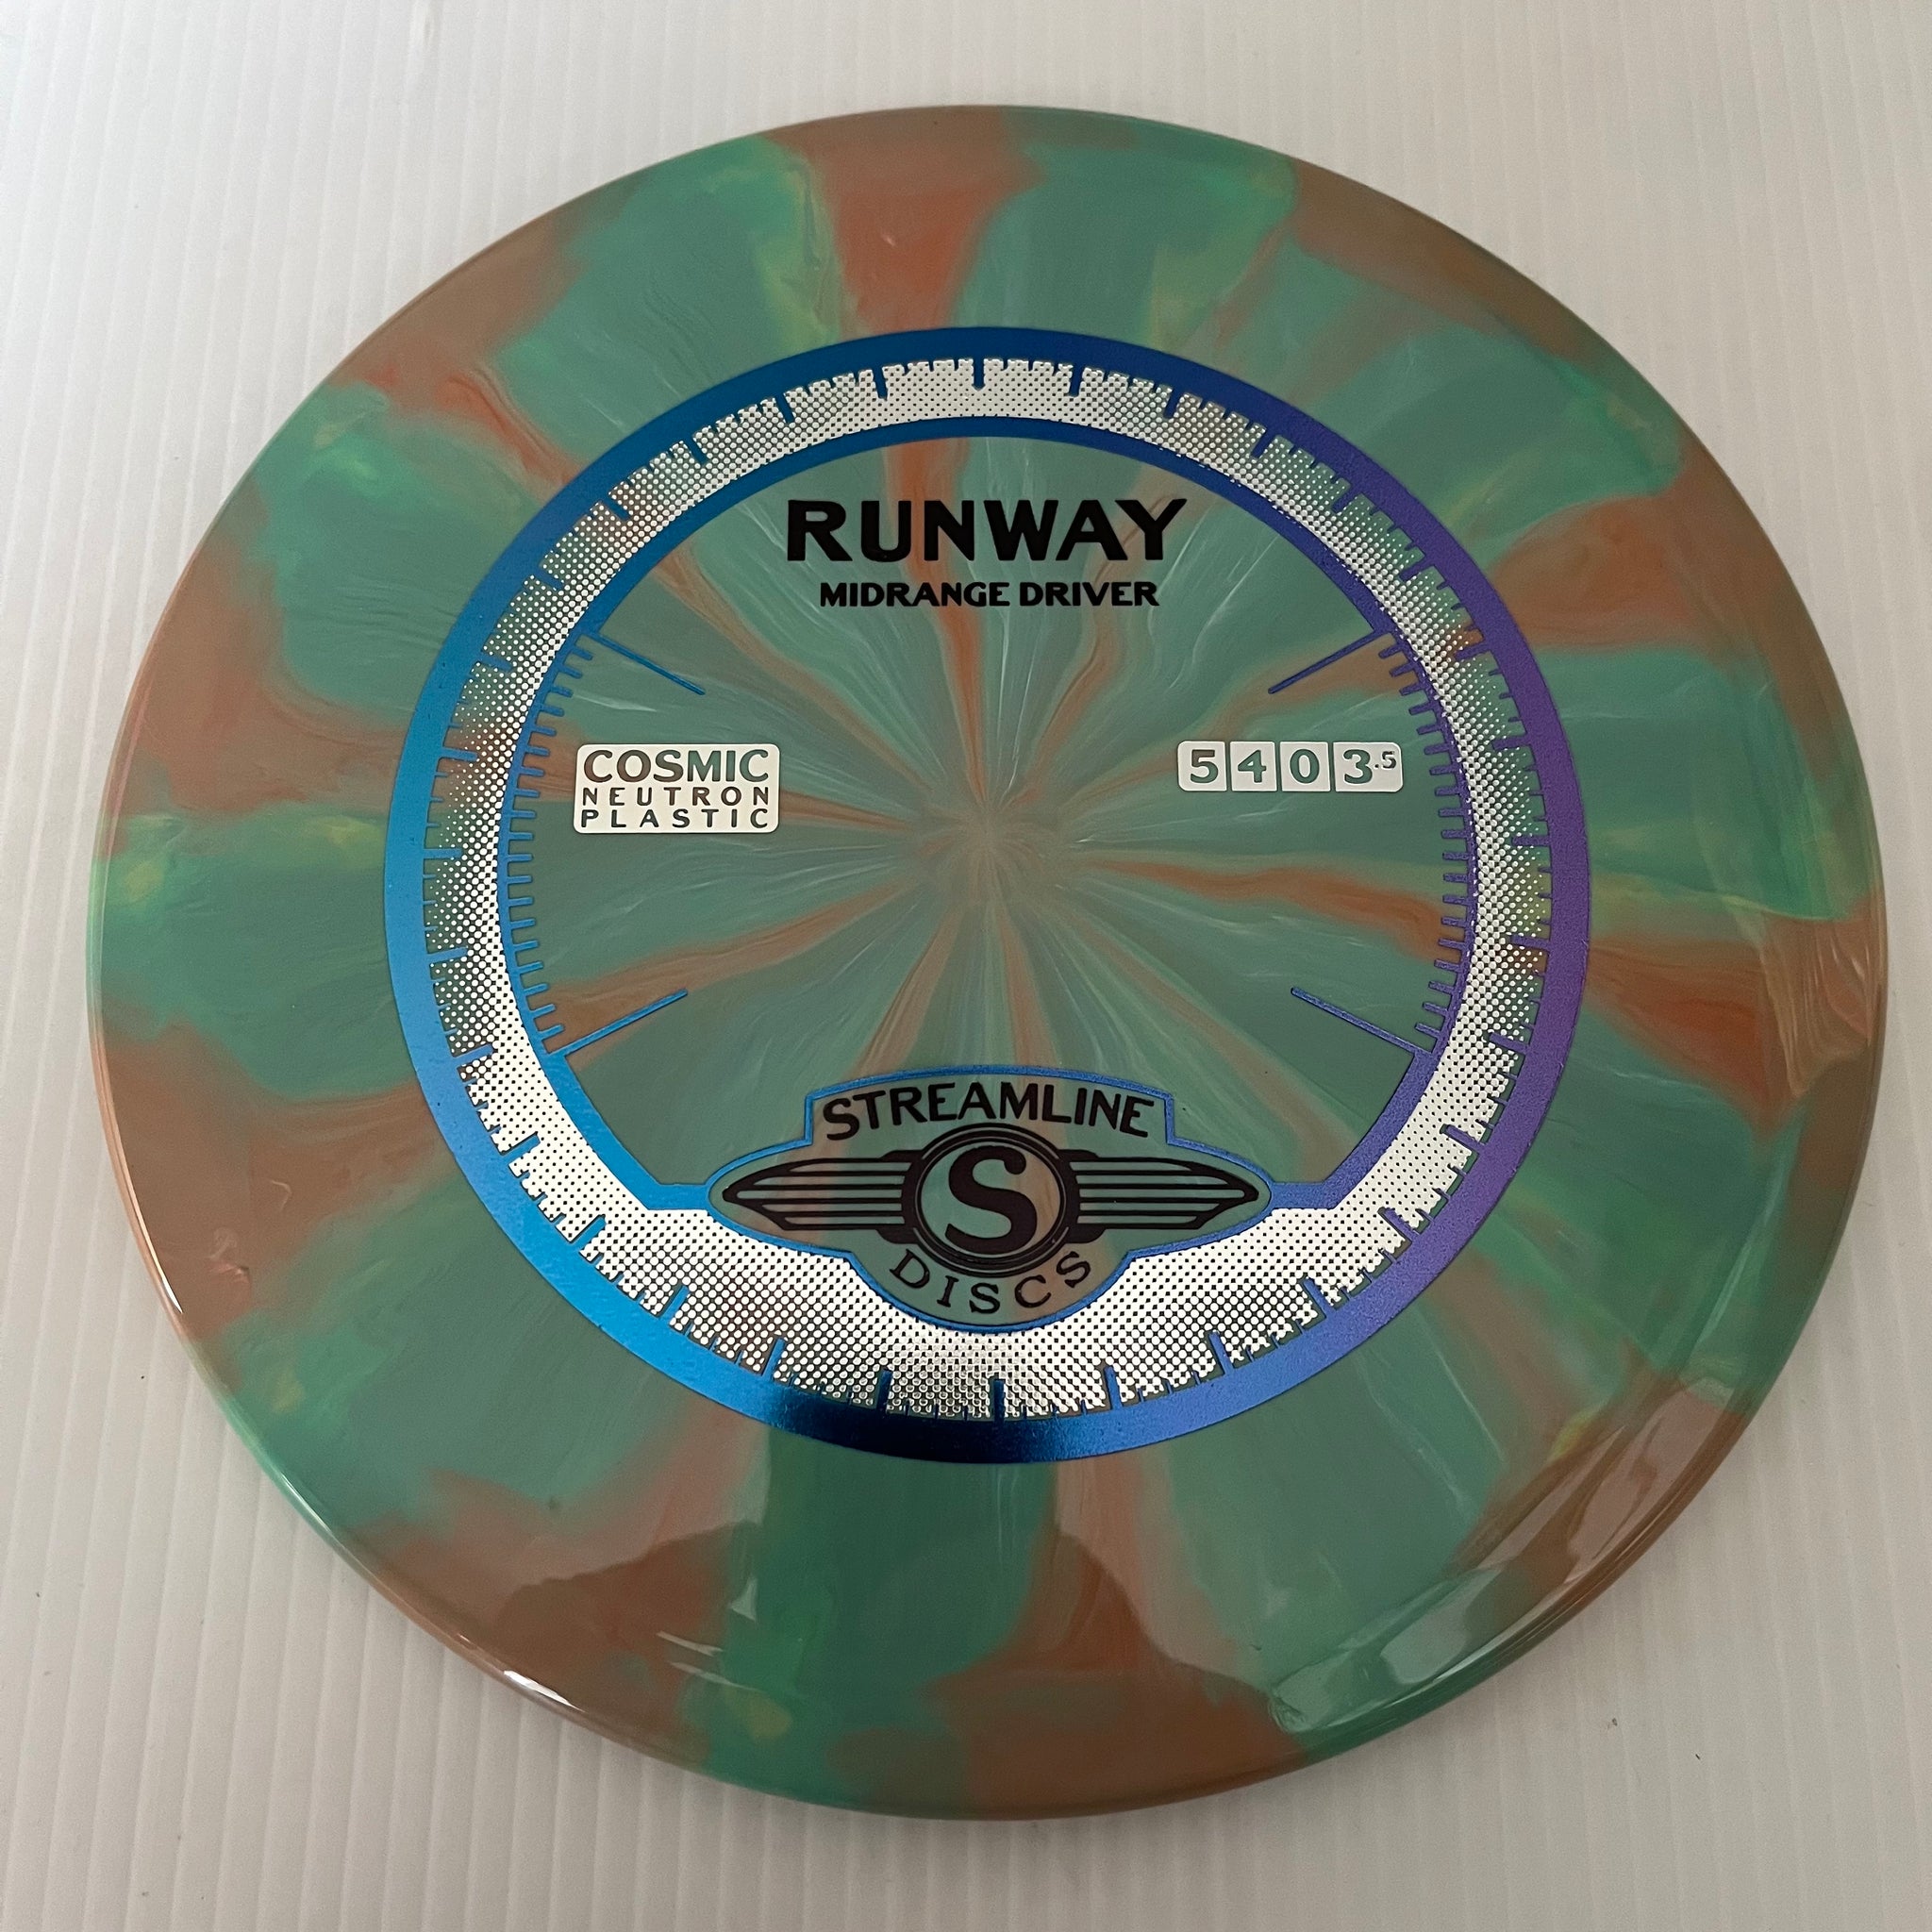 RUNWAY
MIDRANGE DRIVER
COSMIC
NEUTRON
PLASTIC
5 4 0 3.5
STREAMLINE
S
DISCS